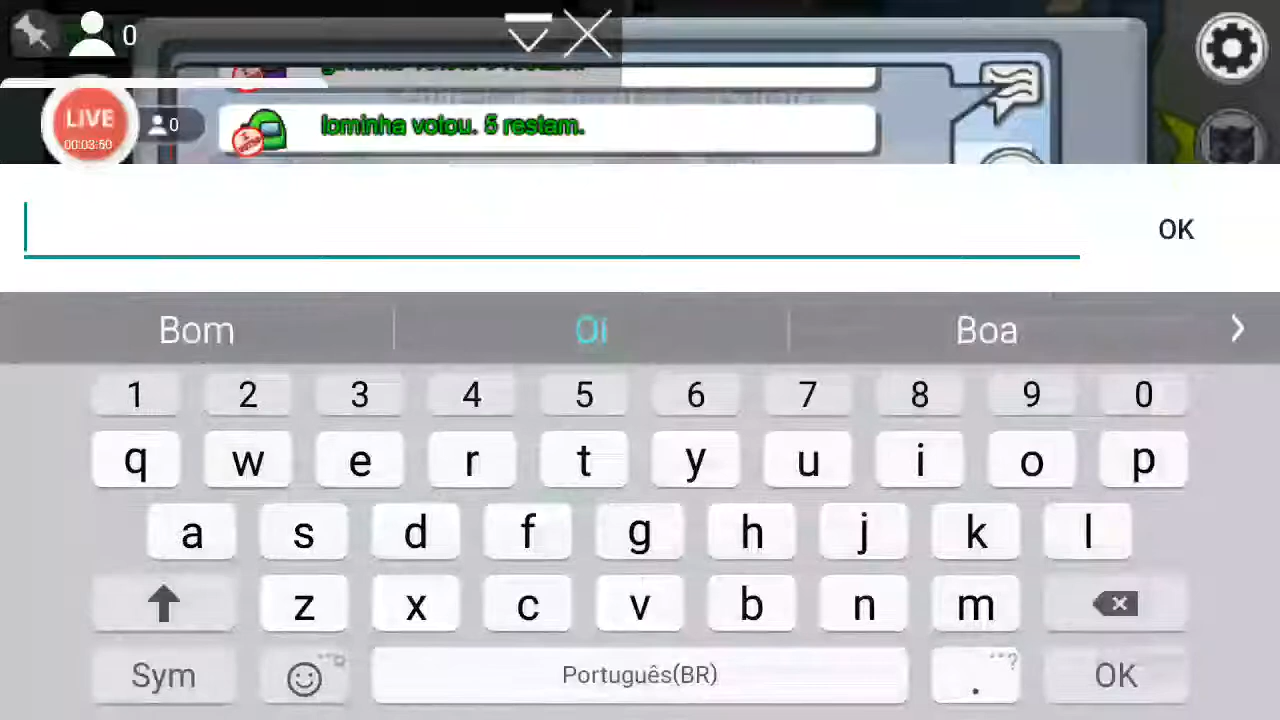 0
LIVE
00:03:50
0
lominha votou. 5 restam.
OK
Bom Oi Boa
1 2 3 4 5 6 7 8 9 0
q w e r t y u i o p
a s d f g h j k l
z x c v b n m
Sym Português(BR) . ? OK